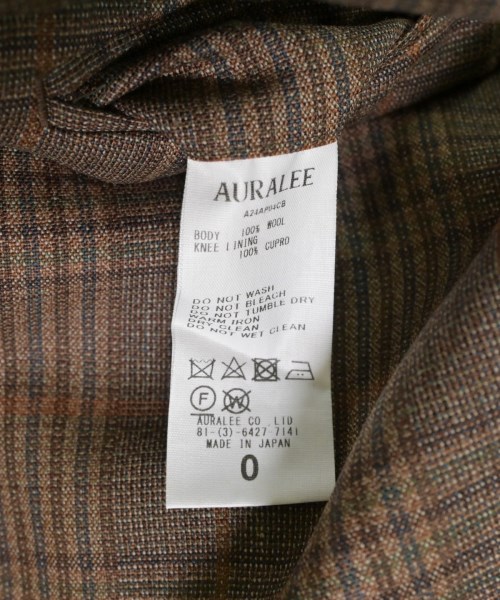 AURALEE
A24AP04CB
BODY 100% WOOL
KNEE LINING 100% CUPRO
DO NOT WASH
DO NOT BLEACH
DO NOT TUMBLE DRY
WARM IRON
DRY CLEAN
DO NOT WET CLEAN
F W
AURALEE CO.,LTD
81-(3)-6427-7141
MADE IN JAPAN
0